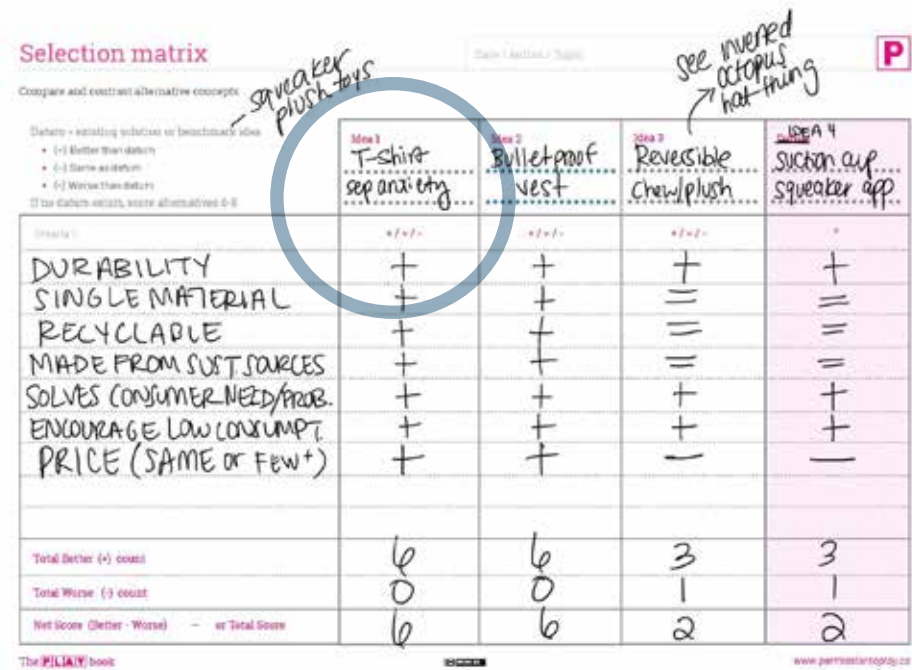 Selection matrix
Date / Author / Topic
P
Compare and contrast alternative concepts
- squeaker
plush toys
see invered
octopus
hat-thing
Datum = existing solution or benchmark idea
• (+) Better than datum
• (=) Same as datum
• (-) Worse than datum
If no datum exists, score alternatives 0-5
Idea 1
T-shirt
sep anxiety
Idea 2
Bulletproof
vest
Idea 3
Reversible
chew/plush
IDEA 4
suction cup
squeaker app
+ / = / - + / = / - + / = / -
DURABILITY + + + +
SINGLE MATERIAL + + = =
RECYCLABLE + + = =
MADE FROM SUST SOURCES + + = =
SOLVES CONSUMER NEED/PROB. + + + +
ENCOURAGE LOW CONSUMPT. + + + +
PRICE (SAME or FEW+) + + - -
Total Better (+) count 6 6 3 3
Total Worse (-) count 0 0 1 1
Net Score (Better - Worse) - or Total Score 6 6 2 2
The PLAY book
www.permissiontoplay.co